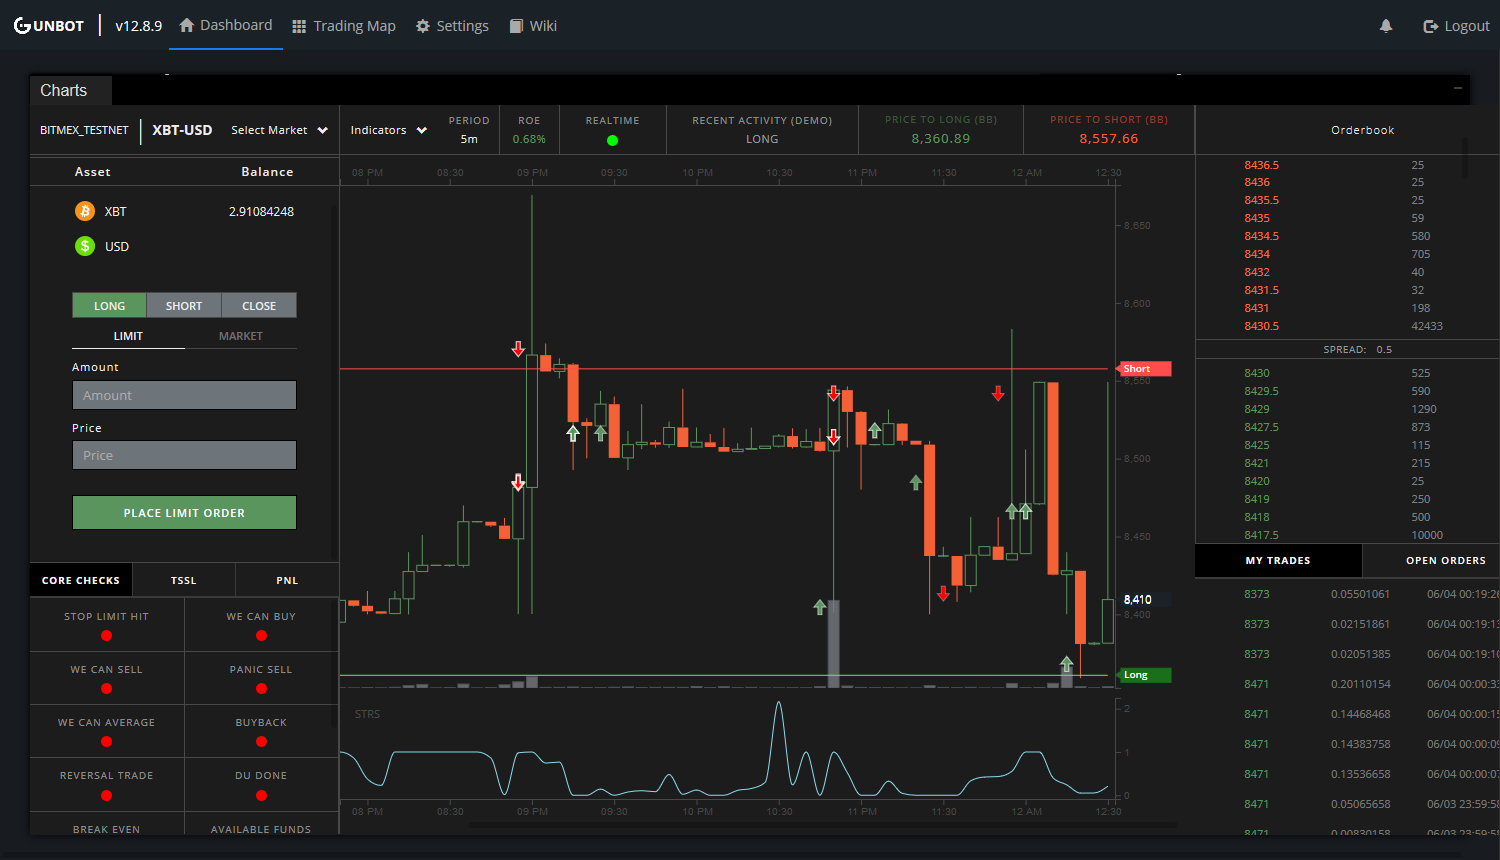 GUNBOT v12.8.9 Dashboard Trading Map Settings Wiki Logout
Charts
BITMEX_TESTNET XBT-USD Select Market
Indicators
PERIOD
5m
ROE
0.68%
REALTIME
RECENT ACTIVITY (DEMO)
LONG
PRICE TO LONG (BB)
8,360.89
PRICE TO SHORT (BB)
8,557.66
Asset Balance
XBT 2.91084248
USD
LONG SHORT CLOSE
LIMIT MARKET
Amount
Amount
Price
Price
PLACE LIMIT ORDER
CORE CHECKS TSSL PNL
STOP LIMIT HIT WE CAN BUY
WE CAN SELL PANIC SELL
WE CAN AVERAGE BUYBACK
REVERSAL TRADE DU DONE
BREAK EVEN AVAILABLE FUNDS
08 PM 08:30 09 PM 09:30 10 PM 10:30 11 PM 11:30 12 AM 12:30
8,650
8,600
Short
8,550
8,500
8,450
8,410
8,400
Long
STRS
2
1
0
08 PM 08:30 09 PM 09:30 10 PM 10:30 11 PM 11:30 12 AM 12:30
Orderbook
8436.5 25
8436 25
8435.5 25
8435 59
8434.5 580
8434 705
8432 40
8431.5 32
8431 198
8430.5 42433
SPREAD: 0.5
8430 525
8429.5 590
8429 1290
8427.5 873
8425 115
8421 215
8420 25
8419 250
8418 500
8417.5 10000
MY TRADES OPEN ORDERS
8373 0.05501061 06/04 00:19:26
8373 0.02151861 06/04 00:19:13
8373 0.02051385 06/04 00:19:10
8471 0.20110154 06/04 00:00:33
8471 0.14468468 06/04 00:00:15
8471 0.14383758 06/04 00:00:09
8471 0.13536658 06/04 00:00:07
8471 0.05065658 06/03 23:59:58
8471 0.00830158 06/03 23:59:58